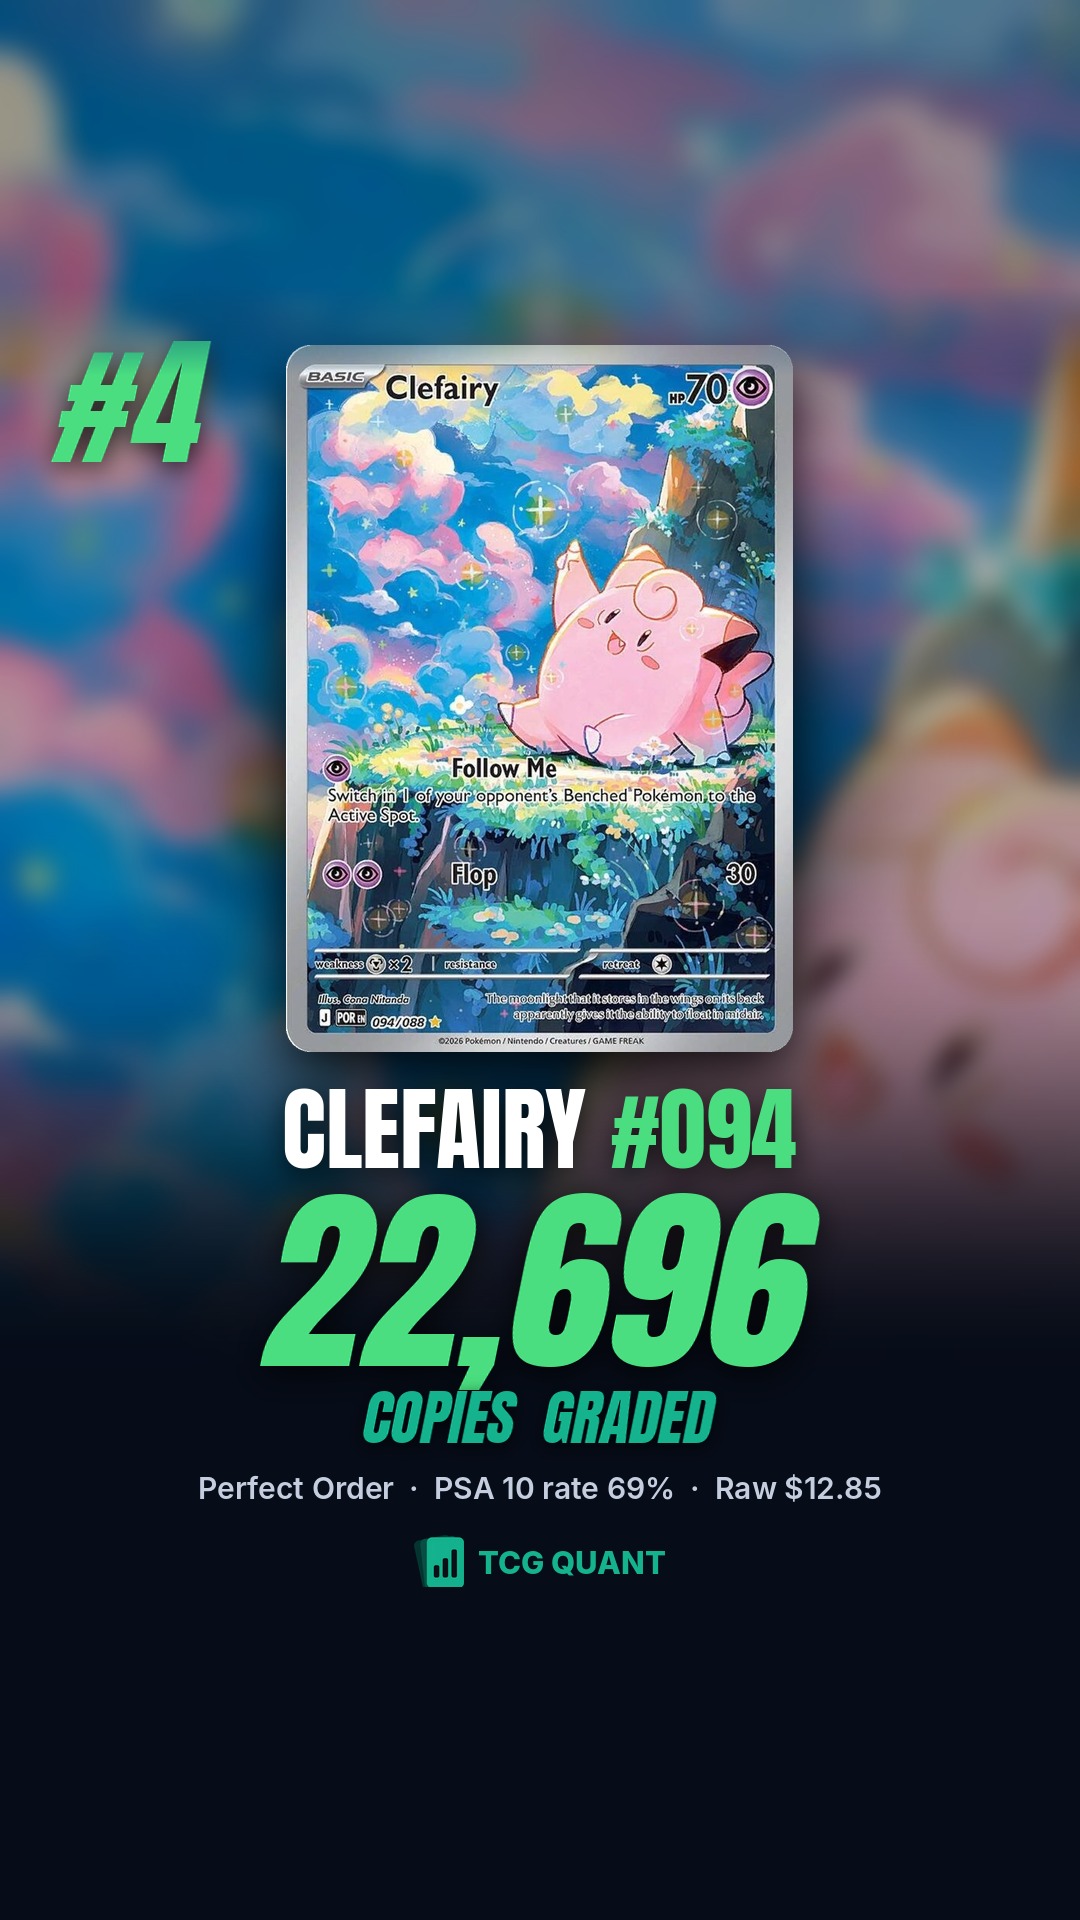 #4
BASIC Clefairy HP 70
Follow Me
Switch in 1 of your opponent's Benched Pokémon to the
Active Spot.
Flop 30
weakness ×2 | resistance retreat
Illus. Cona Nitanda
The moonlight that it stores in the wings on its back
apparently gives it the ability to float in midair.
J POR EN 094/088
©2026 Pokémon / Nintendo / Creatures / GAME FREAK
CLEFAIRY #094
22,696
COPIES GRADED
Perfect Order · PSA 10 rate 69% · Raw $12.85
TCG QUANT